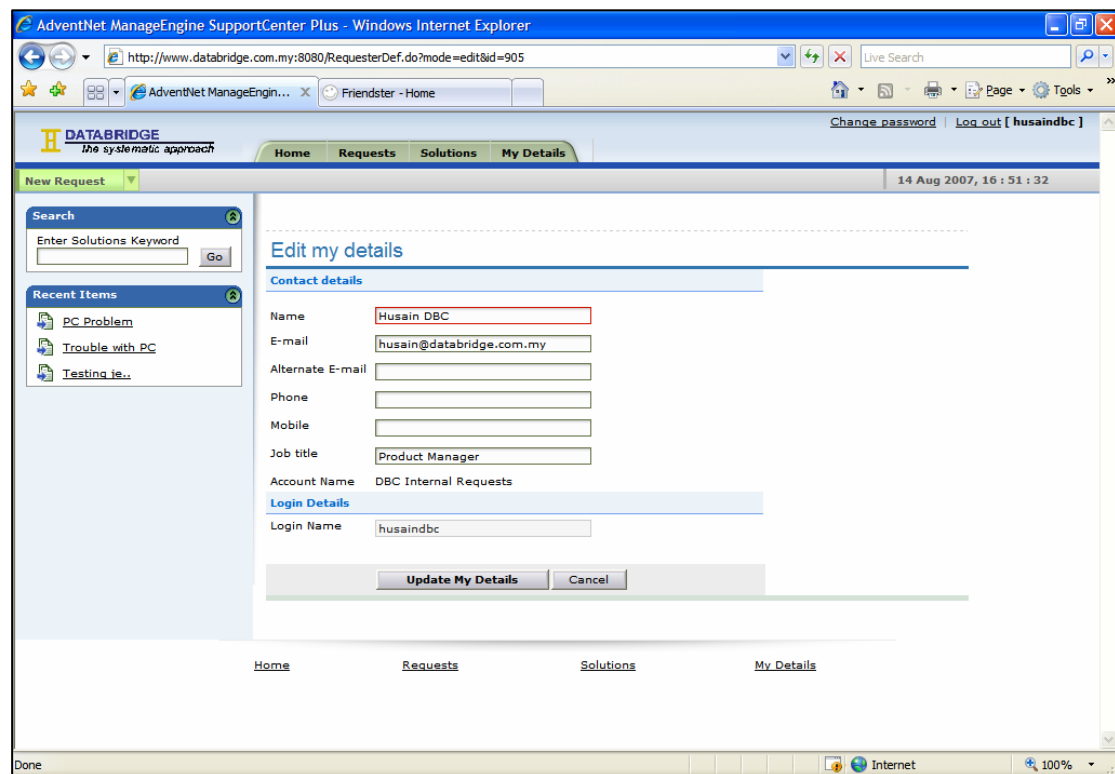 AdventNet ManageEngine SupportCenter Plus - Windows Internet Explorer
http://www.databridge.com.my:8080/RequesterDef.do?mode=edit&id=905
Live Search
AdventNet ManageEngin... X
Friendster - Home
Page
Tools
»
Change password | Log out [ husaindbc ]
DATABRIDGE
the systematic approach
Home Requests Solutions My Details
New Request
14 Aug 2007, 16 : 51 : 32
Search
Enter Solutions Keyword
Go
Recent Items
PC Problem
Trouble with PC
Testing je..
Edit my details
Contact details
Name Husain DBC
E-mail husain@databridge.com.my
Alternate E-mail
Phone
Mobile
Job title Product Manager
Account Name DBC Internal Requests
Login Details
Login Name husaindbc
Update My Details Cancel
Home Requests Solutions My Details
Done
Internet
100%